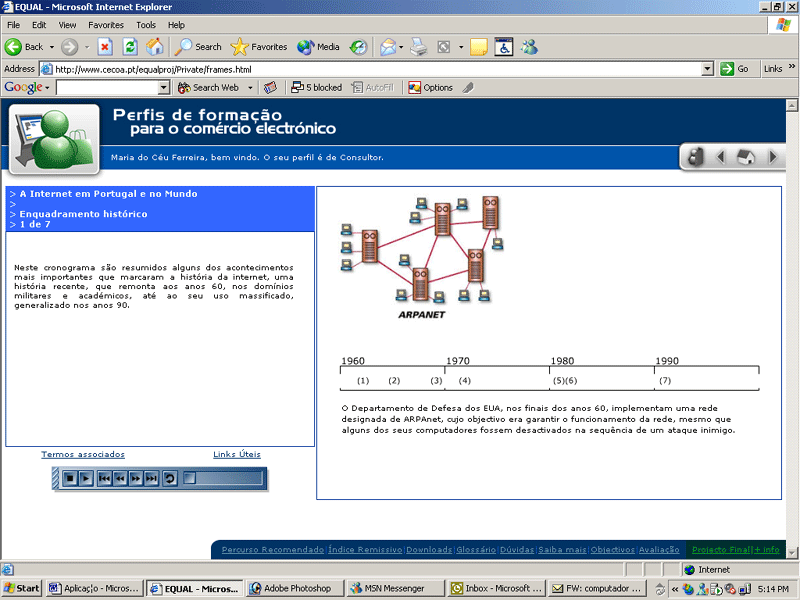 EQUAL - Microsoft Internet Explorer
File Edit View Favorites Tools Help
Back Search Favorites Media
Address http://www.cecoa.pt/equalproj/Private/frames.html Go Links »
Google Search Web 5 blocked AutoFill Options
Perfis de formação
para o comércio electrónico
Maria do Céu Ferreira, bem vindo. O seu perfil é de Consultor.
> A Internet em Portugal e no Mundo
>
> Enquadramento histórico
> 1 de 7
Neste cronograma são resumidos alguns dos acontecimentos
mais importantes que marcaram a história da internet, uma
história recente, que remonta aos anos 60, nos domínios
militares e académicos, até ao seu uso massificado,
generalizado nos anos 90.
ARPANET
1960 1970 1980 1990
(1) (2) (3) (4) (5)(6) (7)
O Departamento de Defesa dos EUA, nos finais dos anos 60, implementam uma rede
designada de ARPAnet, cujo objectivo era garantir o funcionamento da rede, mesmo que
alguns dos seus computadores fossem desactivados na sequência de um ataque inimigo.
Termos associados Links Úteis
Percurso Recomendado|Índice Remissivo|Downloads|Glossário|Dúvidas|Saiba mais|Objectivos|Avaliação Projecto Final|+ info
Internet
Start Aplicaç¦o - Micros... EQUAL - Micros... Adobe Photoshop MSN Messenger Inbox - Microsoft ... FW: computador ... « 5:14 PM